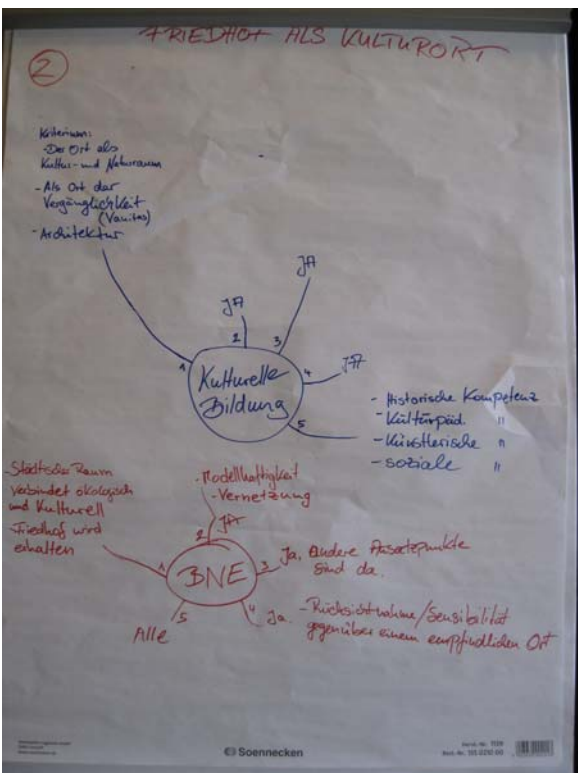 FRIEDHOF ALS KULTURORT
2
Kriterium:
-Der Ort als
Kultur- und Naturraum
- Als Ort der
Vergänglichkeit
(Vanitas)
- Architektur
JA
JA
JA
1
2
3
4
5
Kulturelle
Bildung
- Historische Kompetenz
- Kulturpäd. "
- Künstlerische "
- soziale "
- Städtischer Raum
verbindet ökologisch
und Kulturell
- Friedhof wird
erhalten
- Modellhaftigkeit
- Vernetzung
JA
1
2
3
4
5
BNE
Ja, Andere Ansatzpunkte
sind da.
Ja. - Rücksichtnahme/Sensibilität
gegenüber einem empfindlichen Ort
Alle
Soennecken